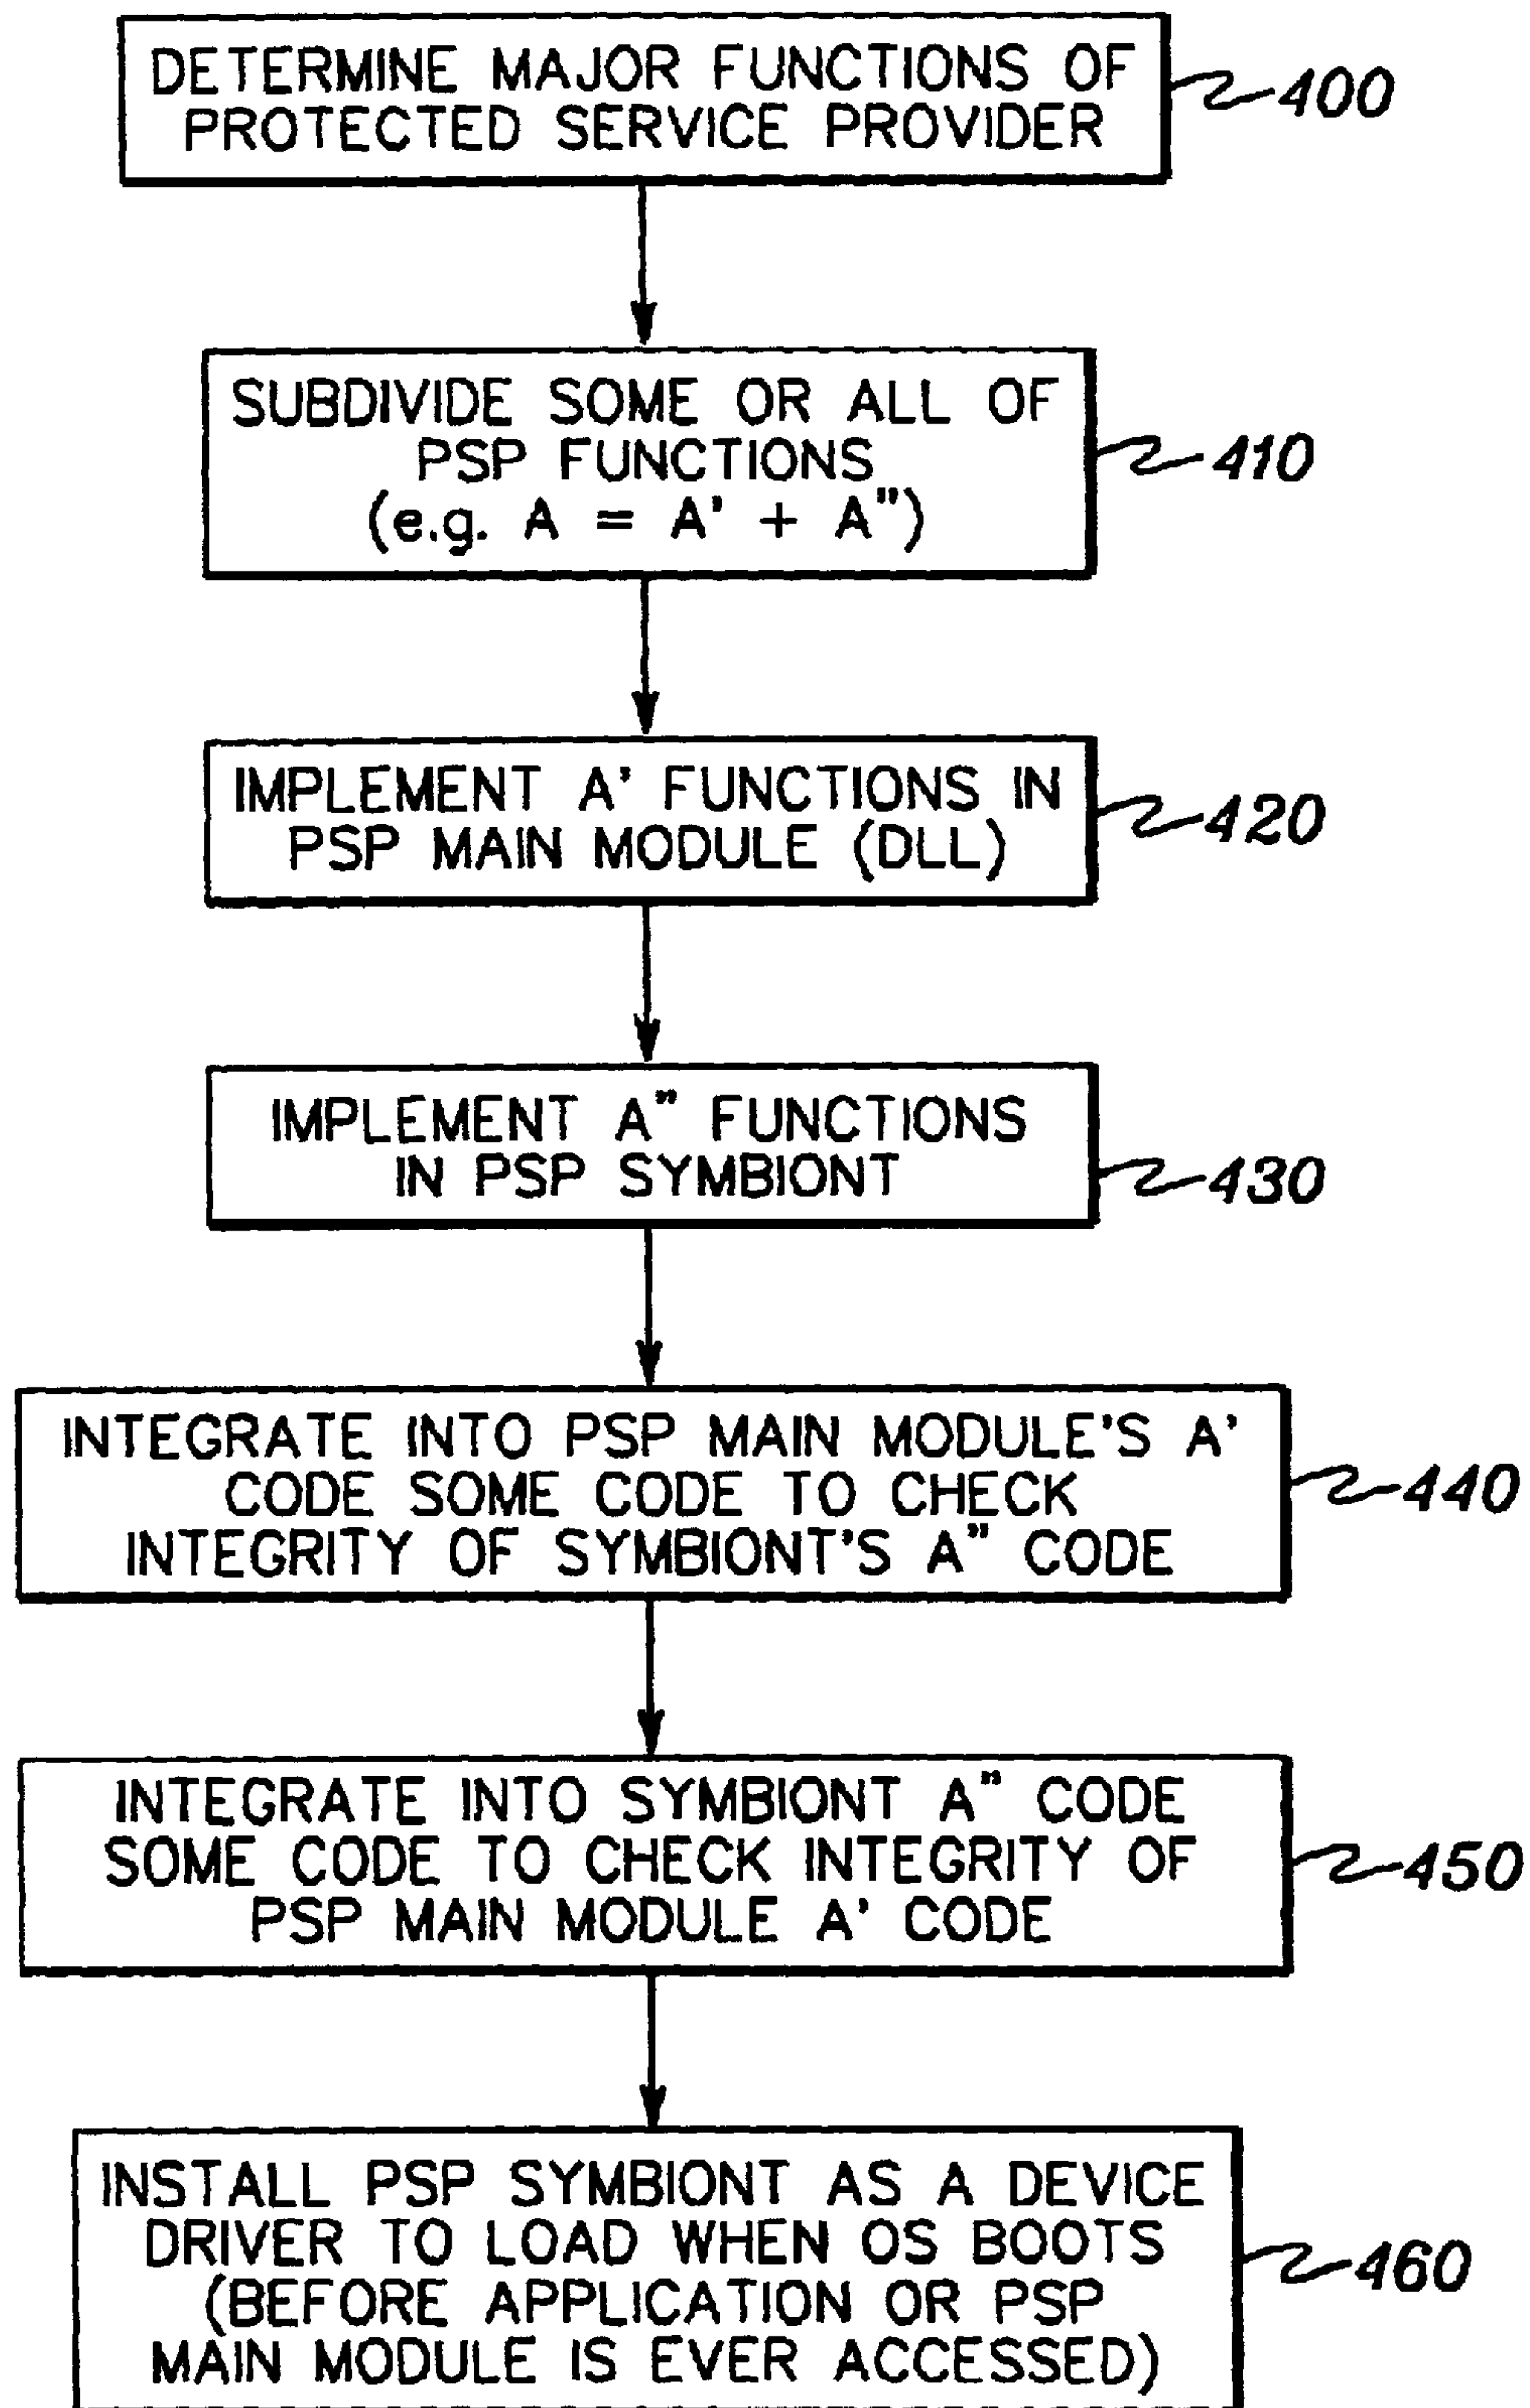 DETERMINE MAJOR FUNCTIONS OF
PROTECTED SERVICE PROVIDER
400
SUBDIVIDE SOME OR ALL OF
PSP FUNCTIONS
(e.g. A = A' + A")
410
IMPLEMENT A' FUNCTIONS IN
PSP MAIN MODULE (DLL)
420
IMPLEMENT A" FUNCTIONS
IN PSP SYMBIONT
430
INTEGRATE INTO PSP MAIN MODULE'S A'
CODE SOME CODE TO CHECK
INTEGRITY OF SYMBIONT'S A" CODE
440
INTEGRATE INTO SYMBIONT A" CODE
SOME CODE TO CHECK INTEGRITY OF
PSP MAIN MODULE A' CODE
450
INSTALL PSP SYMBIONT AS A DEVICE
DRIVER TO LOAD WHEN OS BOOTS
(BEFORE APPLICATION OR PSP
MAIN MODULE IS EVER ACCESSED)
460